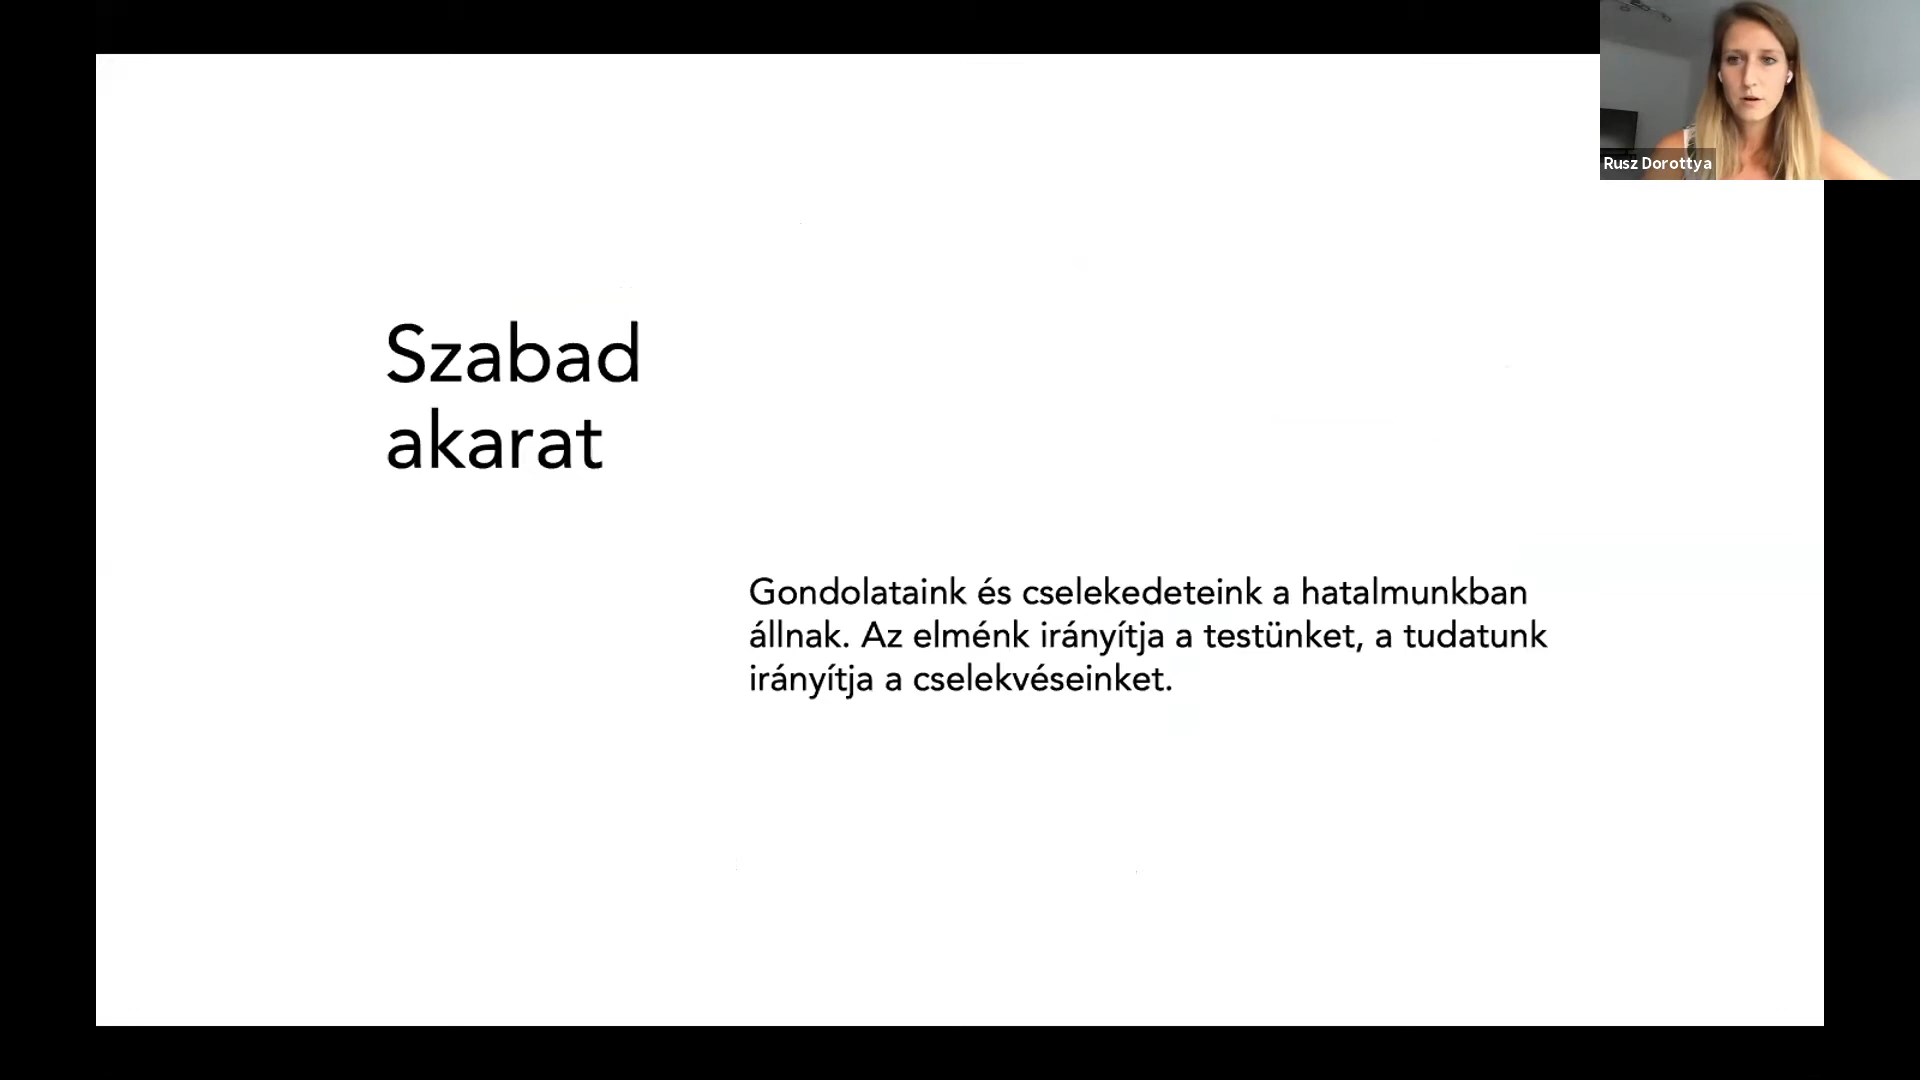 Rusz Dorottya
Szabad
akarat
Gondolataink és cselekedeteink a hatalmunkban
állnak. Az elménk irányítja a testünket, a tudatunk
irányítja a cselekvéseinket.